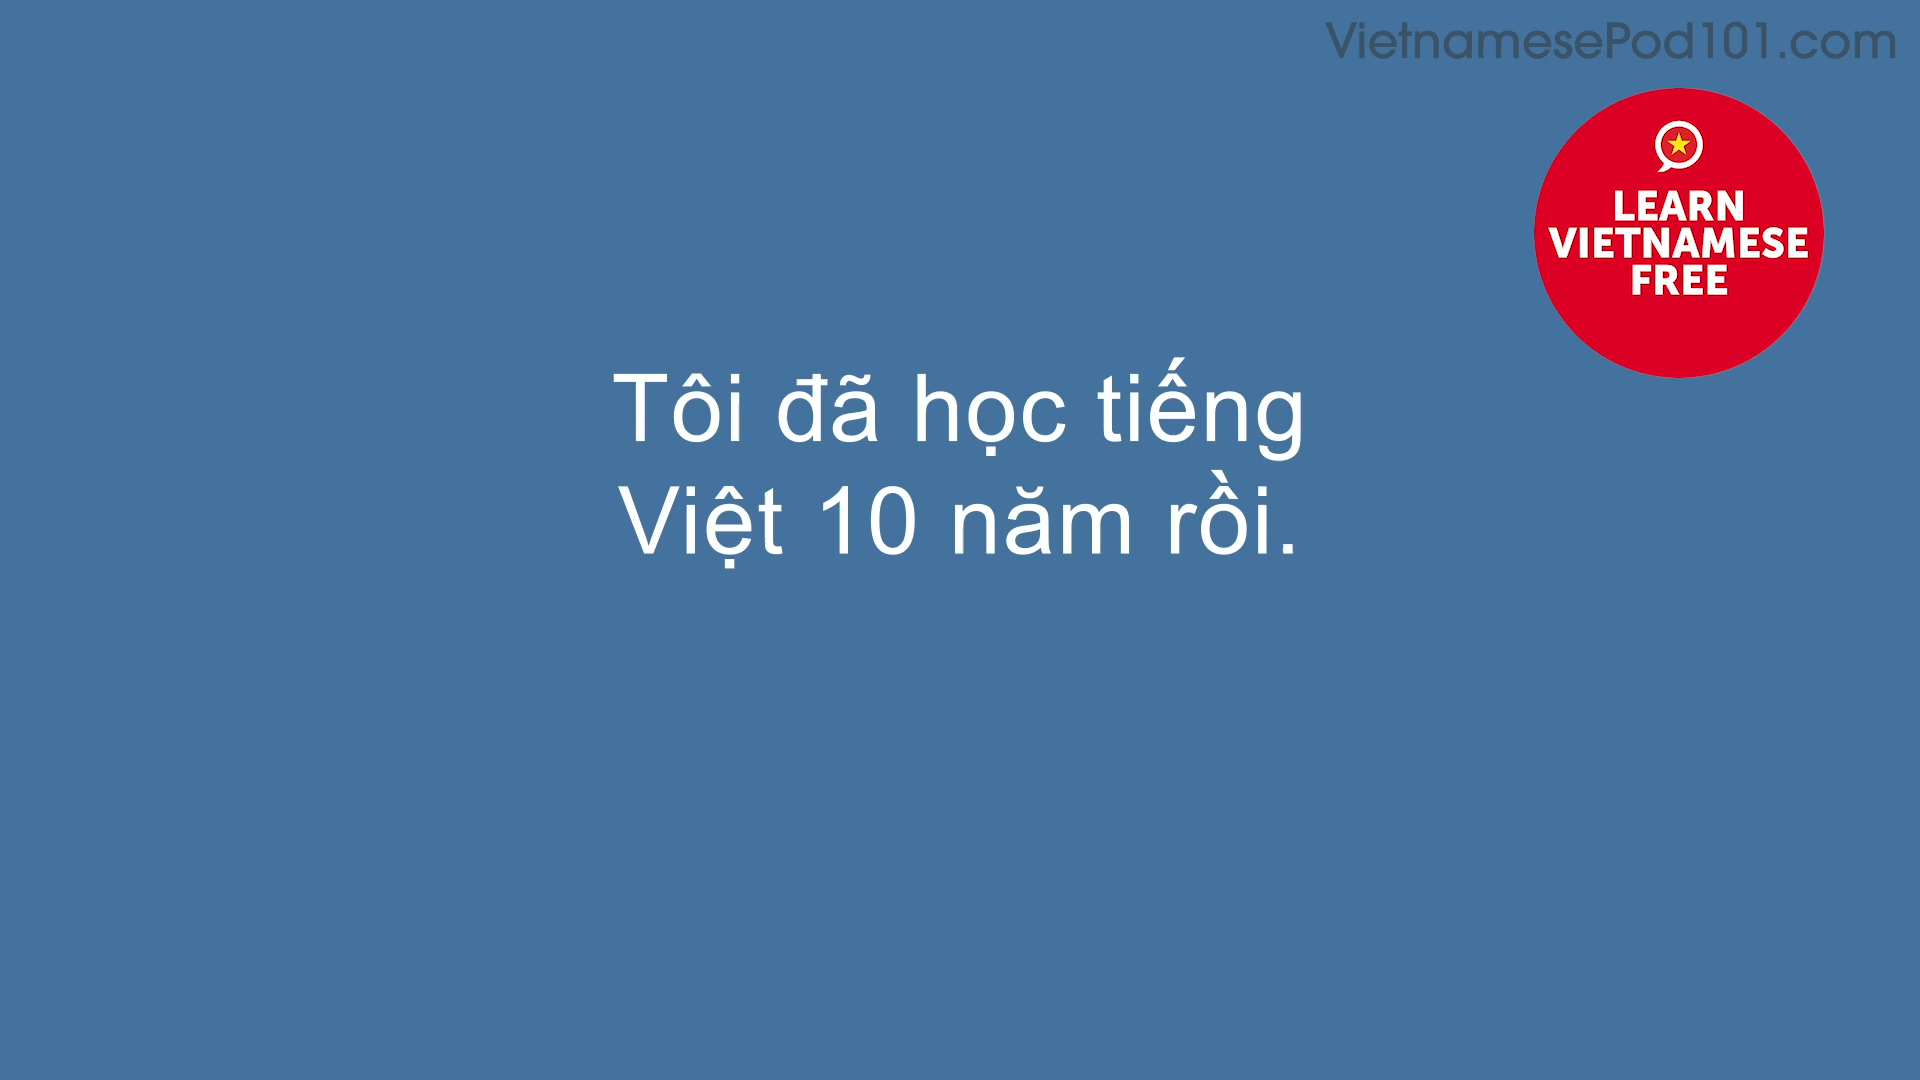 VietnamesePod101.com
LEARN
VIETNAMESE
FREE
Tôi đã học tiếng
Việt 10 năm rồi.